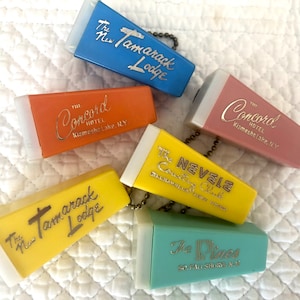 The
New
Tamarack
Lodge
THE
Concord
HOTEL
Kiamesha Lake, N.Y.
THE
Concord
HOTEL
Kiamesha Lake, N.Y.
The
NEVELE
The
New
Tamarack
Lodge
The
Pines